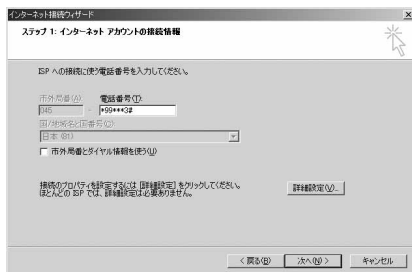 インターネット接続ウィザード
ステップ 1: インターネット アカウントの接続情報
ISP への接続に使う電話番号を入力してください。
市外局番(A) 電話番号(T):
045 - *99***3#
国/地域名と国番号(O)
日本 (81)
市外局番とダイヤル情報を使う(U)
接続のプロパティを設定するには [詳細設定] をクリックしてください。
ほとんどの ISP では、詳細設定は必要ありません。
詳細設定(V)...
< 戻る(B) 次へ(N) > キャンセル